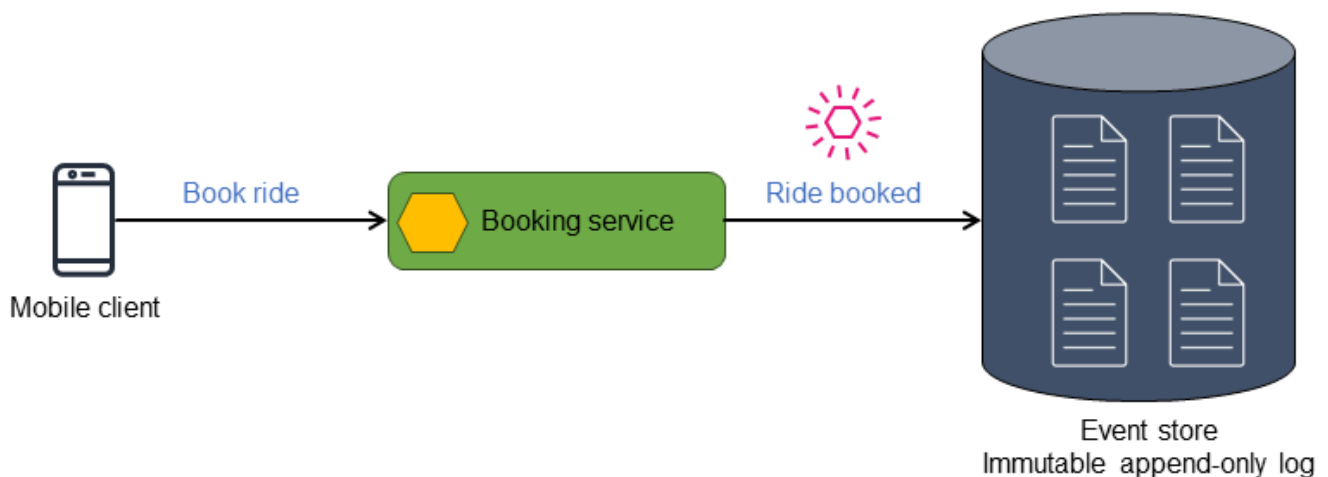 Book ride
Booking service
Ride booked
Mobile client
Event store
Immutable append-only log